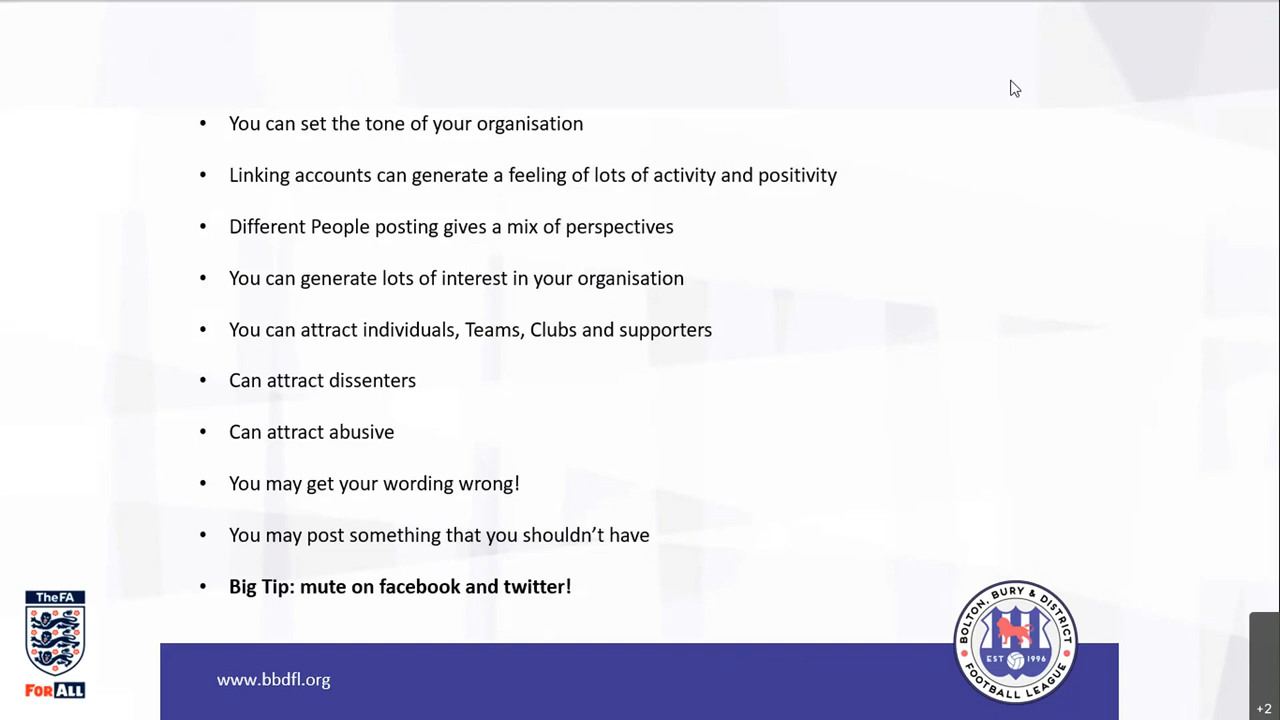 • You can set the tone of your organisation
• Linking accounts can generate a feeling of lots of activity and positivity
• Different People posting gives a mix of perspectives
• You can generate lots of interest in your organisation
• You can attract individuals, Teams, Clubs and supporters
• Can attract dissenters
• Can attract abusive
• You may get your wording wrong!
• You may post something that you shouldn’t have
• Big Tip: mute on facebook and twitter!
The FA
FOR ALL
www.bbdfl.org
BOLTON, BURY & DISTRICT
EST 1996
FOOTBALL LEAGUE
+2